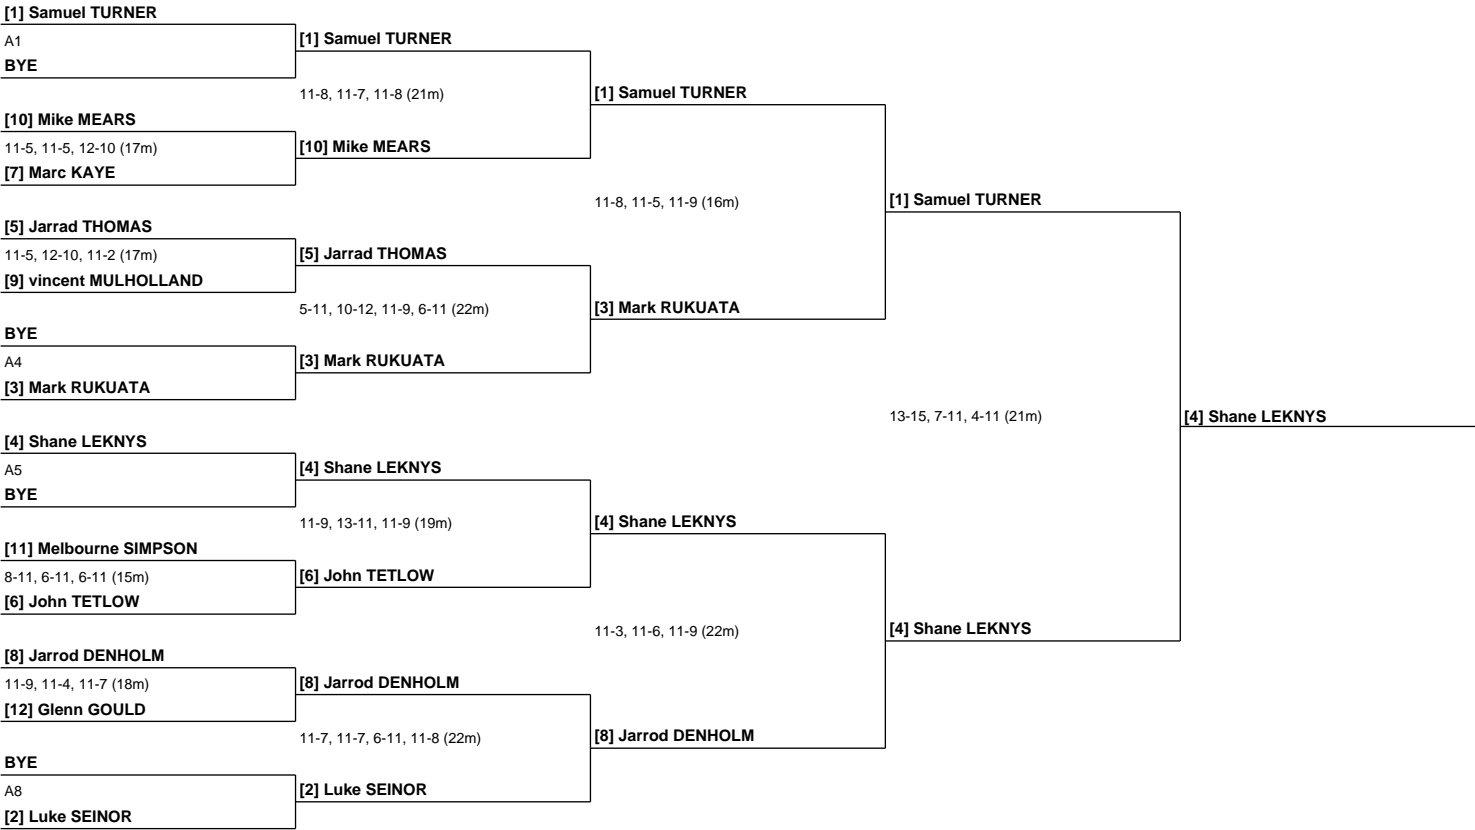 [1] Samuel TURNER
A1
BYE
[10] Mike MEARS
11-5, 11-5, 12-10 (17m)
[7] Marc KAYE
[5] Jarrad THOMAS
11-5, 12-10, 11-2 (17m)
[9] vincent MULHOLLAND
BYE
A4
[3] Mark RUKUATA
[4] Shane LEKNYS
A5
BYE
[11] Melbourne SIMPSON
8-11, 6-11, 6-11 (15m)
[6] John TETLOW
[8] Jarrod DENHOLM
11-9, 11-4, 11-7 (18m)
[12] Glenn GOULD
BYE
A8
[2] Luke SEINOR
[1] Samuel TURNER
11-8, 11-7, 11-8 (21m)
[10] Mike MEARS
[5] Jarrad THOMAS
5-11, 10-12, 11-9, 6-11 (22m)
[3] Mark RUKUATA
[4] Shane LEKNYS
11-9, 13-11, 11-9 (19m)
[6] John TETLOW
[8] Jarrod DENHOLM
11-7, 11-7, 6-11, 11-8 (22m)
[2] Luke SEINOR
[1] Samuel TURNER
11-8, 11-5, 11-9 (16m)
[3] Mark RUKUATA
[4] Shane LEKNYS
11-3, 11-6, 11-9 (22m)
[8] Jarrod DENHOLM
[1] Samuel TURNER
13-15, 7-11, 4-11 (21m)
[4] Shane LEKNYS
[4] Shane LEKNYS